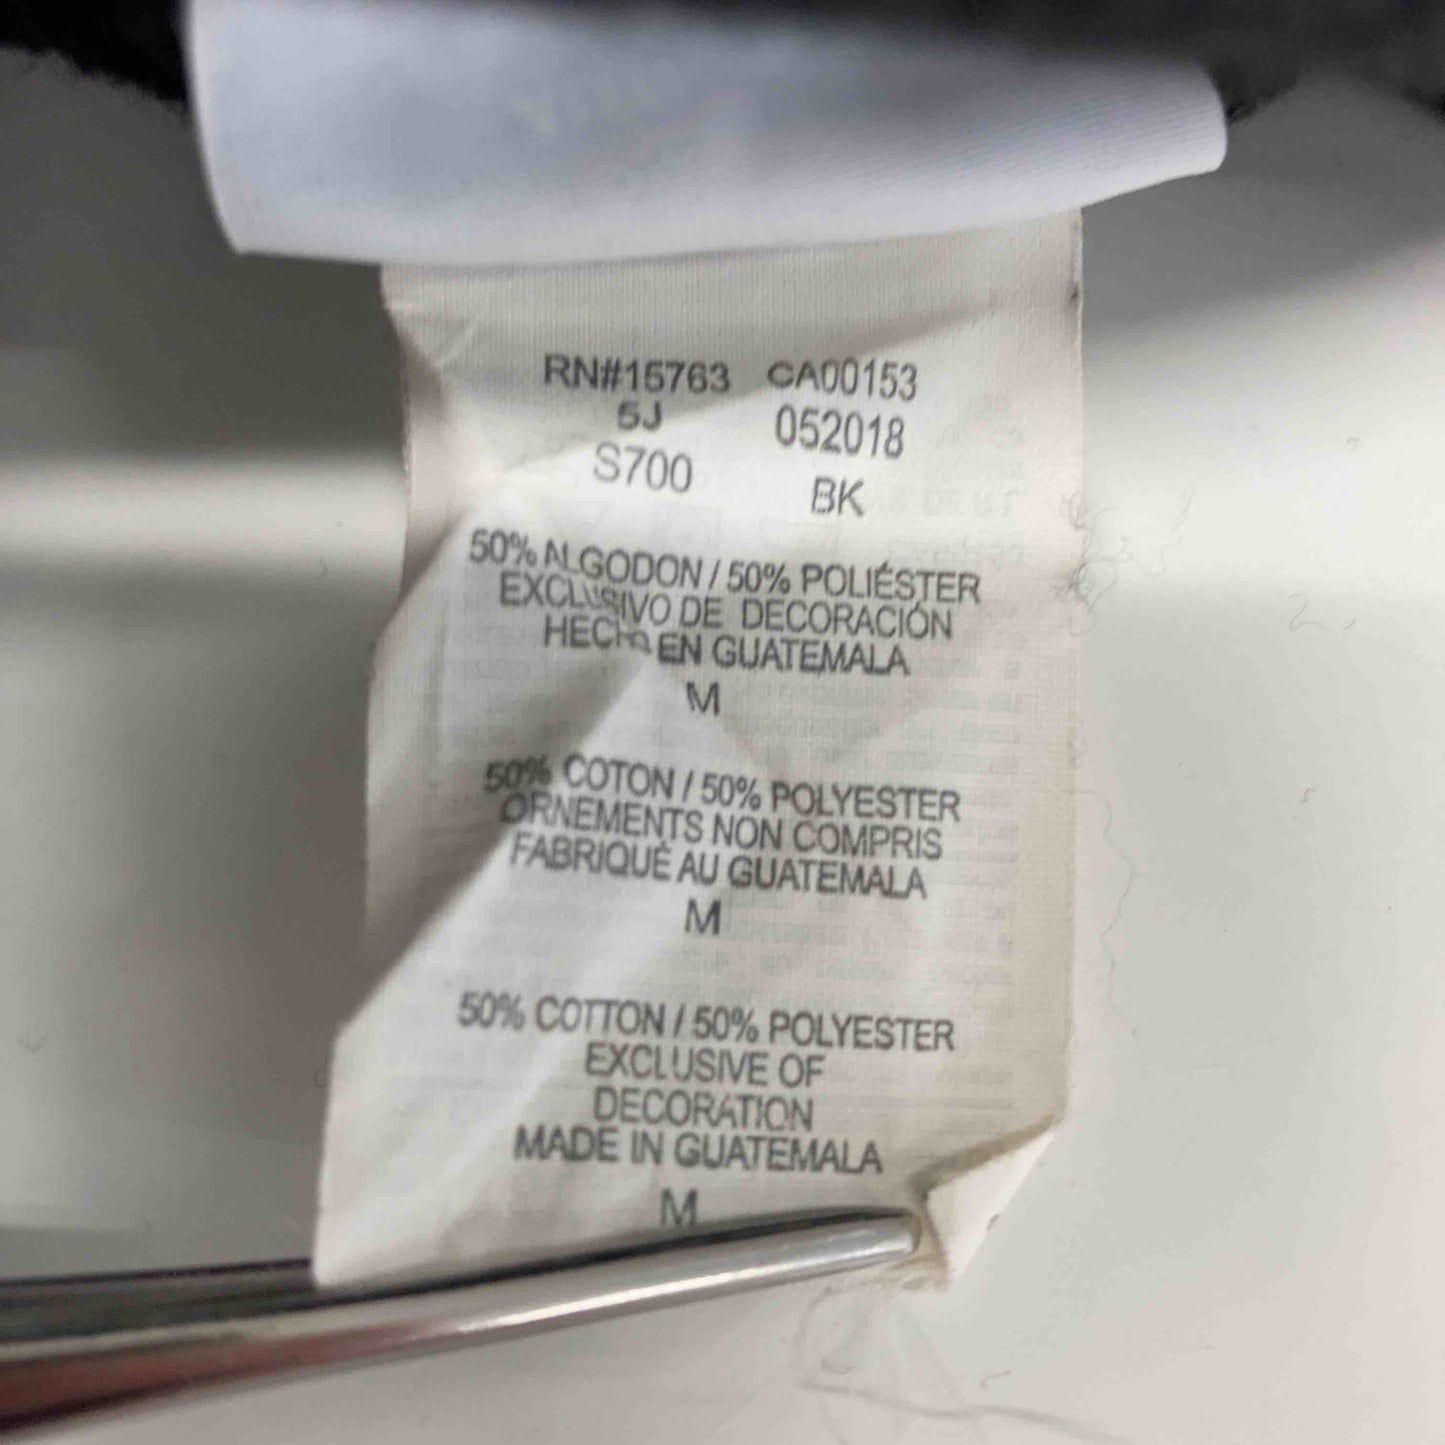 RN#15763 CA00153
5J 052018
S700 BK
50% ALGODON / 50% POLIÉSTER
EXCLUSIVO DE DECORACIÓN
HECHO EN GUATEMALA
M
50% COTON / 50% POLYESTER
ORNEMENTS NON COMPRIS
FABRIQUÉ AU GUATEMALA
M
50% COTTON / 50% POLYESTER
EXCLUSIVE OF
DECORATION
MADE IN GUATEMALA
M